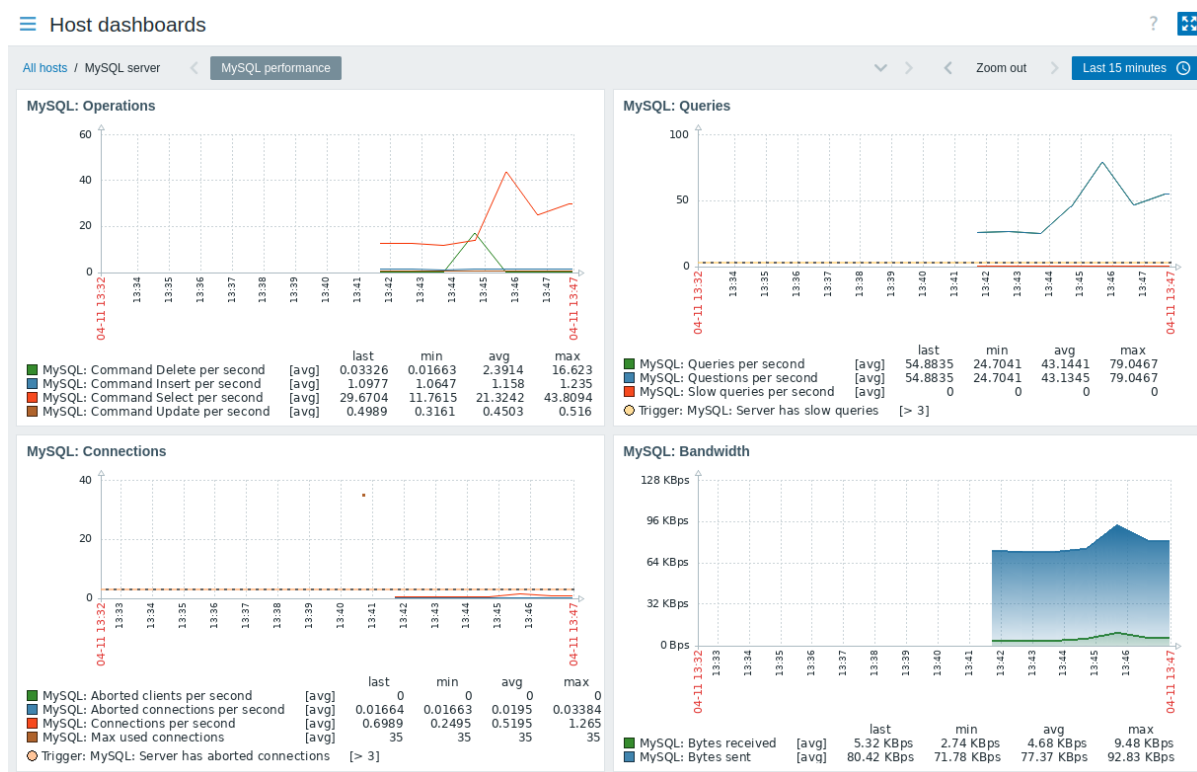 Host dashboards ?
All hosts / MySQL server MySQL performance Zoom out Last 15 minutes
MySQL: Operations
60
40
20
0
04-11 13:32 13:34 13:35 13:36 13:37 13:38 13:39 13:40 13:41 13:42 13:43 13:44 13:45 13:46 13:47 04-11 13:47
last min avg max
MySQL: Command Delete per second [avg] 0.03326 0.01663 2.3914 16.623
MySQL: Command Insert per second [avg] 1.0977 1.0647 1.158 1.235
MySQL: Command Select per second [avg] 29.6704 11.7615 21.3242 43.8094
MySQL: Command Update per second [avg] 0.4989 0.3161 0.4503 0.516
MySQL: Queries
100
50
0
04-11 13:32 13:34 13:35 13:36 13:37 13:38 13:39 13:40 13:41 13:42 13:43 13:44 13:45 13:46 13:47 04-11 13:47
last min avg max
MySQL: Queries per second [avg] 54.8835 24.7041 43.1441 79.0467
MySQL: Questions per second [avg] 54.8835 24.7041 43.1345 79.0467
MySQL: Slow queries per second [avg] 0 0 0 0
Trigger: MySQL: Server has slow queries [> 3]
MySQL: Connections
40
20
0
04-11 13:32 13:33 13:34 13:35 13:36 13:37 13:38 13:39 13:40 13:41 13:42 13:43 13:44 13:45 13:46 04-11 13:47
last min avg max
MySQL: Aborted clients per second [avg] 0 0 0 0
MySQL: Aborted connections per second [avg] 0.01664 0.01663 0.0195 0.03384
MySQL: Connections per second [avg] 0.6989 0.2495 0.5195 1.265
MySQL: Max used connections [avg] 35 35 35 35
Trigger: MySQL: Server has aborted connections [> 3]
MySQL: Bandwidth
128 KBps
96 KBps
64 KBps
32 KBps
0 Bps
04-11 13:32 13:33 13:34 13:35 13:36 13:37 13:38 13:39 13:40 13:41 13:42 13:43 13:44 13:45 13:46 04-11 13:47
last min avg max
MySQL: Bytes received [avg] 5.32 KBps 2.74 KBps 4.68 KBps 9.48 KBps
MySQL: Bytes sent [avg] 80.42 KBps 71.78 KBps 77.37 KBps 92.83 KBps